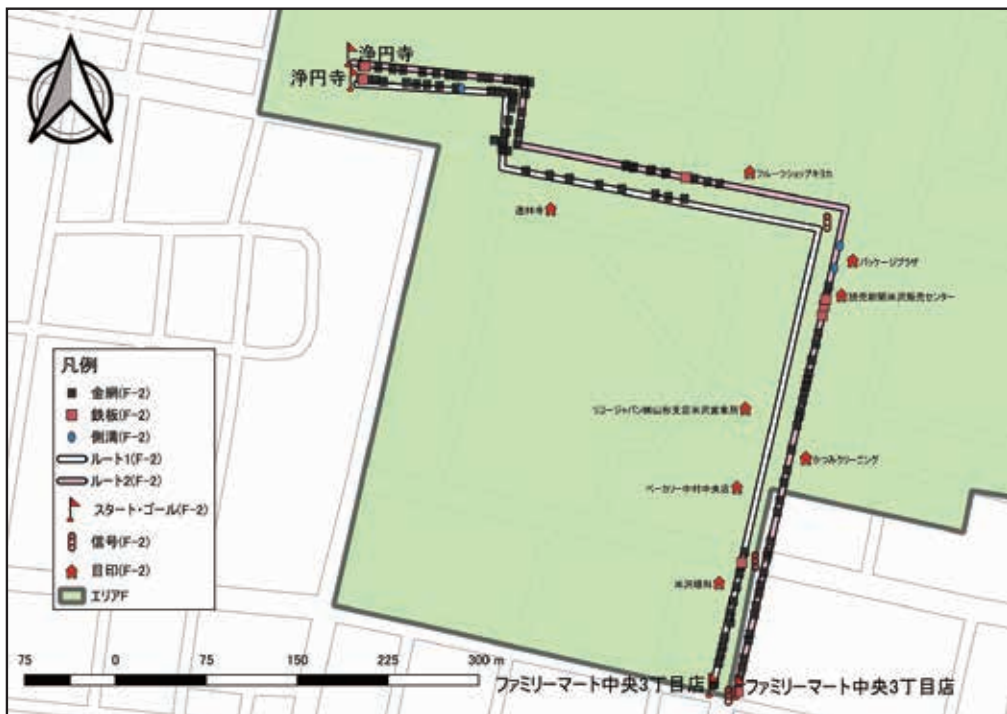 浄円寺
浄円寺
フルーツショップキヨカ
パッケージプラザ
読売新聞米沢販売センター
リコージャパン㈱山形支店米沢営業所
かつみクリーニング
ベーカリー中村中央店
米沢眼科
ファミリーマート中央3丁目店
ファミリーマート中央3丁目店
凡例
金網(F-2)
鉄板(F-2)
側溝(F-2)
ルート1(F-2)
ルート2(F-2)
スタート・ゴール(F-2)
信号(F-2)
目印(F-2)
エリアF
75 0 75 150 225 300 m